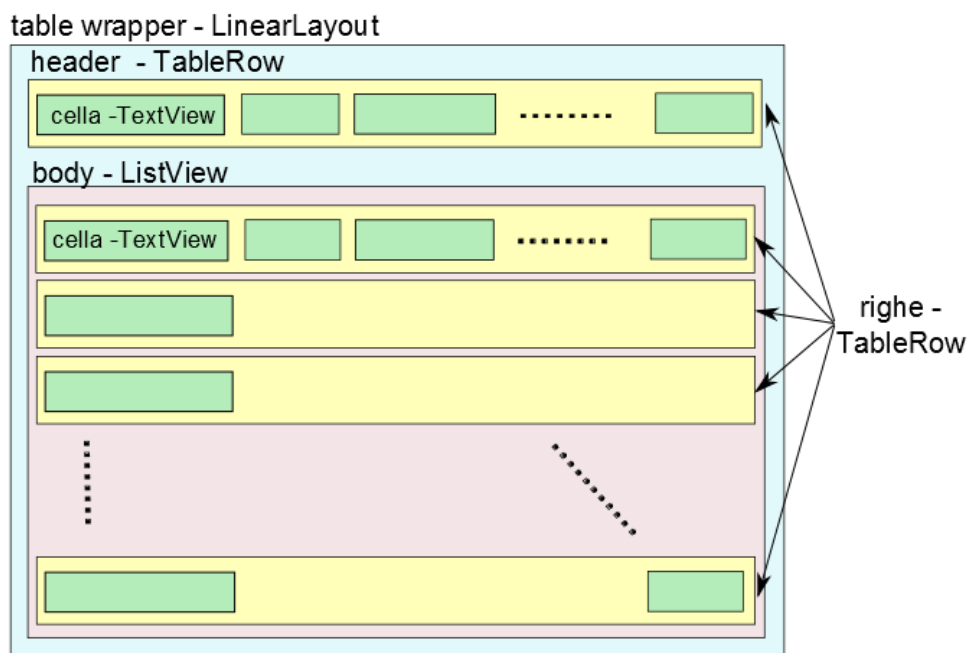 table wrapper - LinearLayout
header - TableRow
cella -TextView
body - ListView
cella -TextView
righe -
TableRow